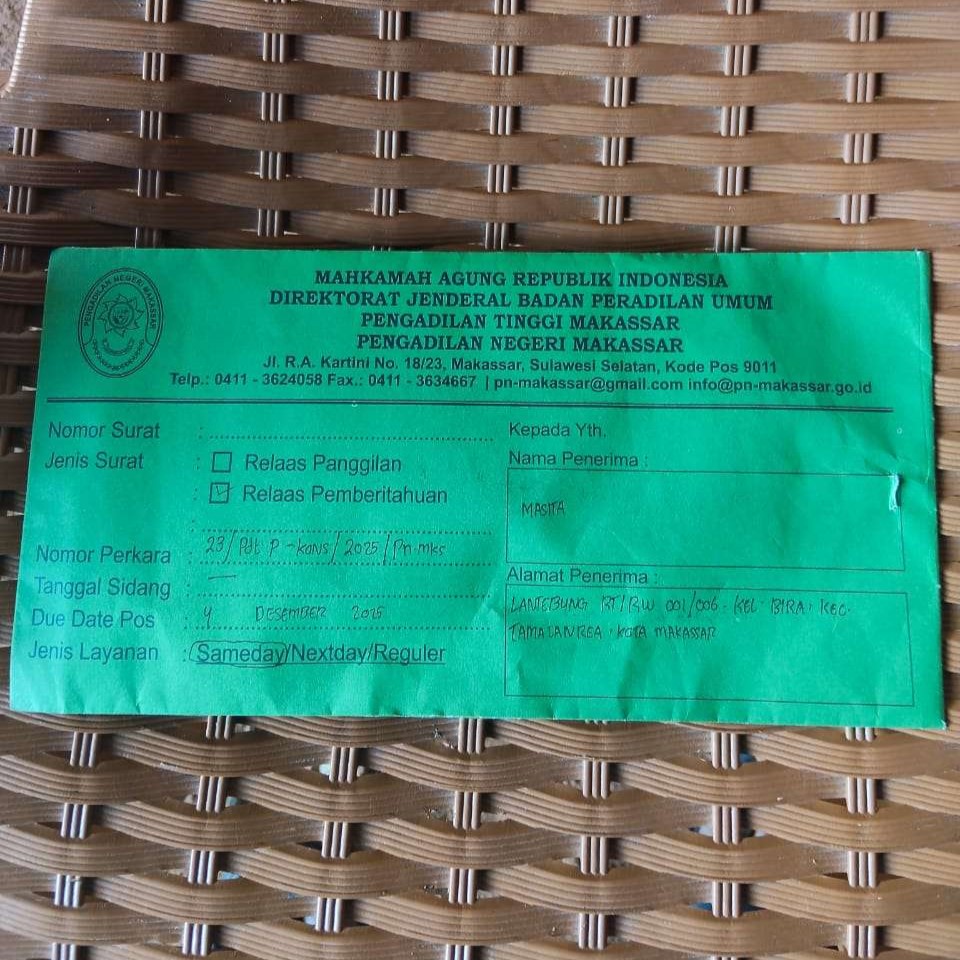 MAHKAMAH AGUNG REPUBLIK INDONESIA
DIREKTORAT JENDERAL BADAN PERADILAN UMUM
PENGADILAN TINGGI MAKASSAR
PENGADILAN NEGERI MAKASSAR
Jl. R.A. Kartini No. 18/23, Makassar, Sulawesi Selatan, Kode Pos 9011
Telp.: 0411 - 3624058 Fax.: 0411 - 3634667 | pn-makassar@gmail.com info@pn-makassar.go.id
PENGADILAN NEGERI MAKASSAR
Nomor Surat :
Jenis Surat : Relaas Panggilan
: Relaas Pemberitahuan
:
Nomor Perkara : 23/Pdt P-kons/2025/pn-mks
Tanggal Sidang : —
Due Date Pos : 4 DESEMBER 2025
Jenis Layanan : Sameday/Nextday/Reguler
Kepada Yth.
Nama Penerima :
MASITA
Alamat Penerima :
LANTEBUNG RT/RW 001/006. KEL. BIRA. KEC.
TAMALANREA. KOTA MAKASSAR